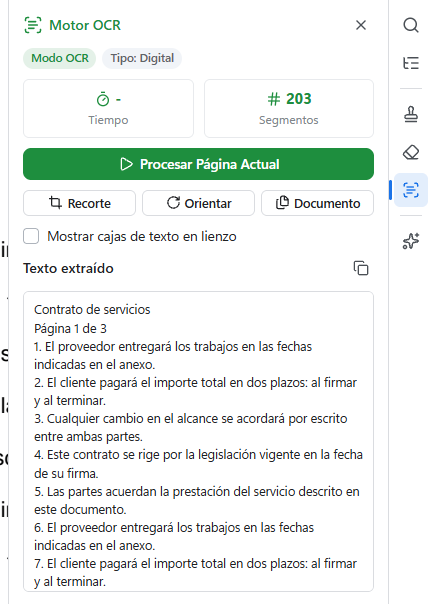 Motor OCR
Modo OCR
Tipo: Digital
-
Tiempo
# 203
Segmentos
Procesar Página Actual
Recorte
Orientar
Documento
Mostrar cajas de texto en lienzo
Texto extraído
Contrato de servicios
Página 1 de 3
1. El proveedor entregará los trabajos en las fechas
indicadas en el anexo.
2. El cliente pagará el importe total en dos plazos: al firmar
y al terminar.
3. Cualquier cambio en el alcance se acordará por escrito
entre ambas partes.
4. Este contrato se rige por la legislación vigente en la fecha
de su firma.
5. Las partes acuerdan la prestación del servicio descrito en
este documento.
6. El proveedor entregará los trabajos en las fechas
indicadas en el anexo.
7. El cliente pagará el importe total en dos plazos: al firmar
y al terminar.